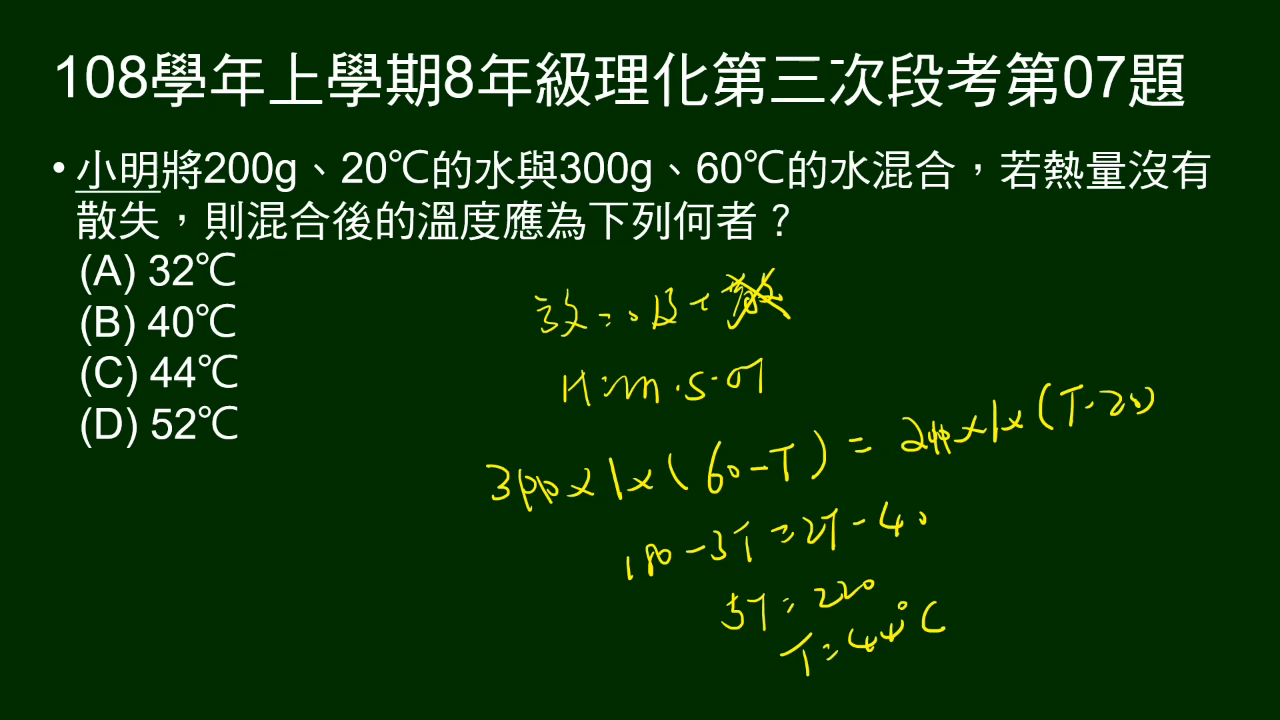 108學年上學期8年級理化第三次段考第07題
• 小明將200g、20℃的水與300g、60℃的水混合，若熱量沒有
散失，則混合後的溫度應為下列何者？
(A) 32℃
(B) 40℃
(C) 44℃
(D) 52℃
放=吸+散
H=m·s·ΔT
300×1×(60-T)=200×1×(T-20)
180-3T=2T-40
5T=220
T=44°C